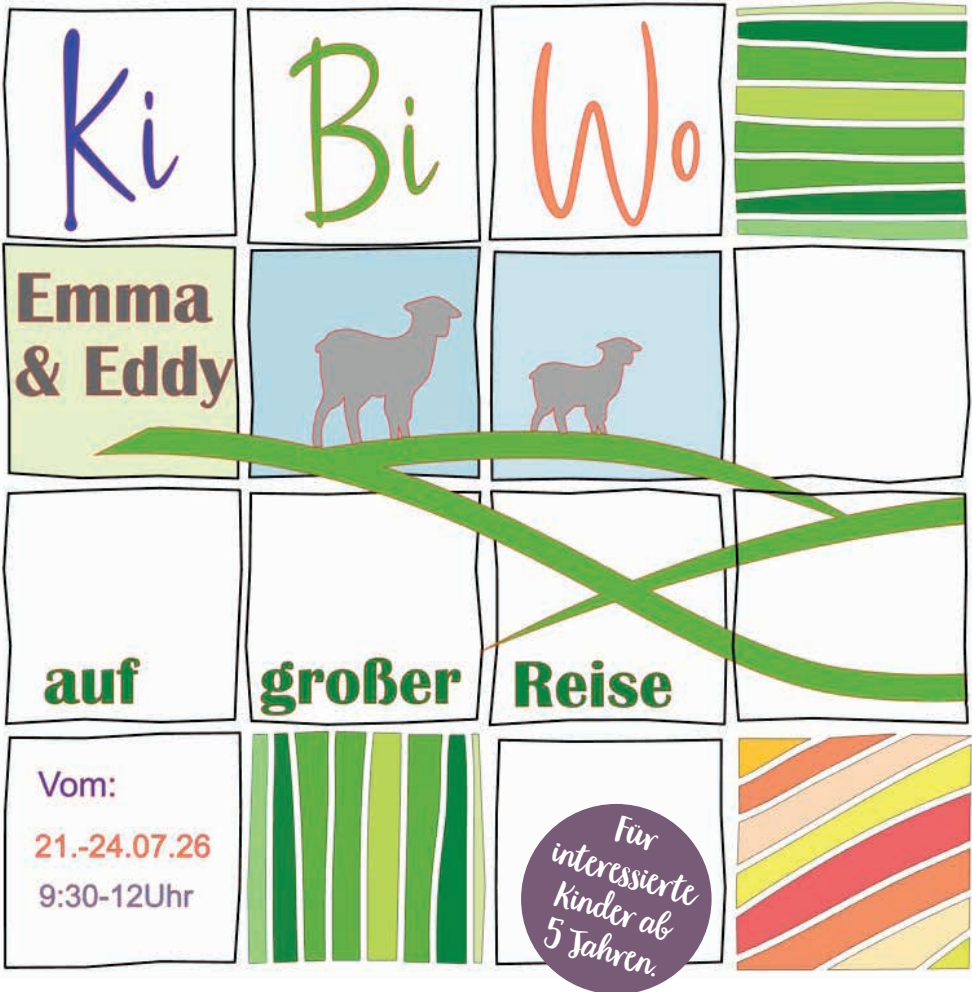 Ki Bi Wo
Emma
& Eddy
auf großer Reise
Vom:
21.-24.07.26
9:30-12Uhr
Für
interessierte
Kinder ab
5 Jahren.